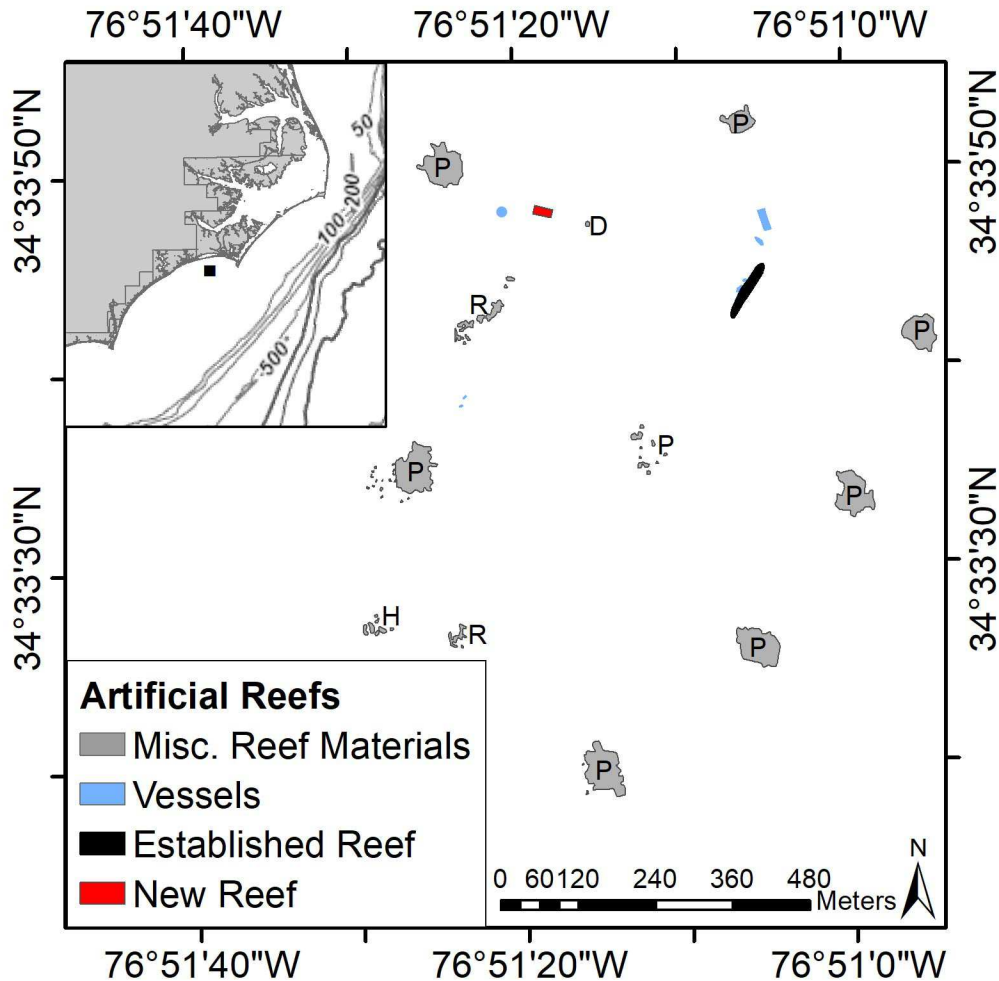 76°51'40"W 76°51'20"W 76°51'0"W
34°33'50"N
34°33'30"N
34°33'50"N
34°33'30"N
50
200
100
500
P
P
D
R
P
P
P
P
H
R
P
P
Artificial Reefs
Misc. Reef Materials
Vessels
Established Reef
New Reef
N
0 60 120 240 360 480
Meters
76°51'40"W 76°51'20"W 76°51'0"W